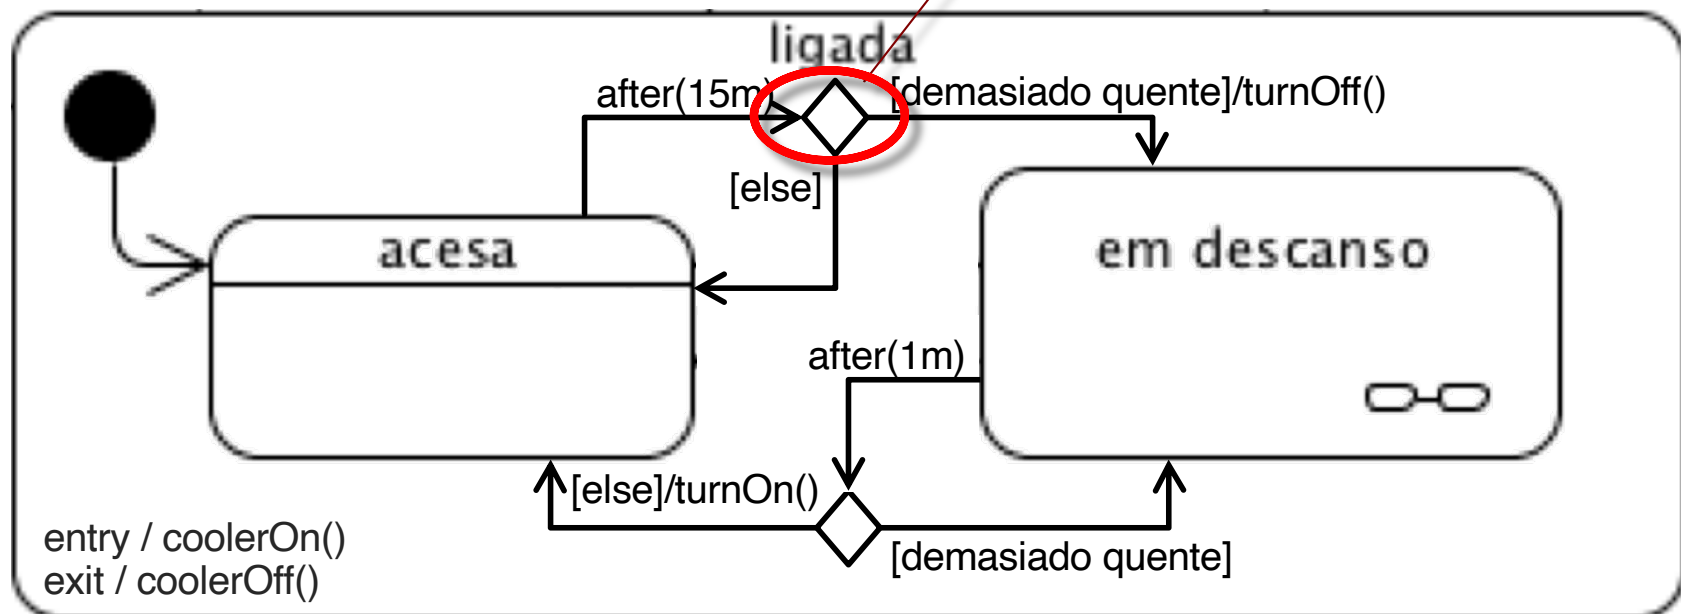 ligada
after(15m)
[demasiado quente]/turnOff()
[else]
acesa
em descanso
after(1m)
[else]/turnOn()
[demasiado quente]
entry / coolerOn()
exit / coolerOff()